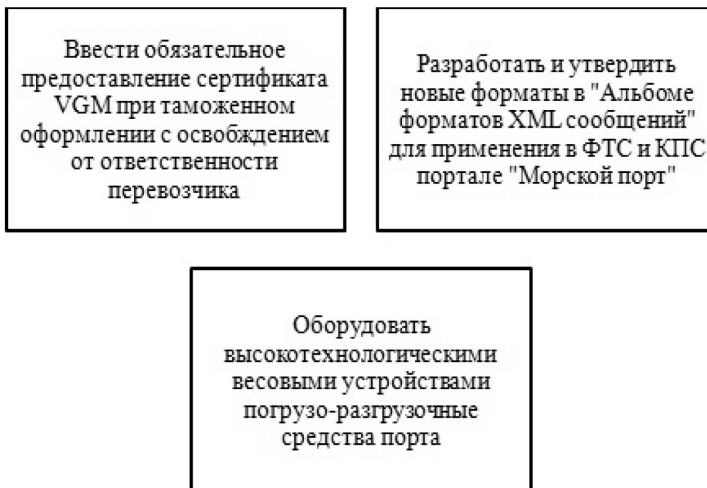 Ввести обязательное
предоставление сертификата
VGM при таможенном
оформлении с освобждением
от ответственности
перевозчика
Разработать и утвердить
новые форматы в "Альбоме
форматов XML сообщений"
для применения в ФТС и КПС
портале "Морской порт"
Оборудовать
высокотехнологическими
весовыми устройствами
погрузо-разгрузочные
средства порта